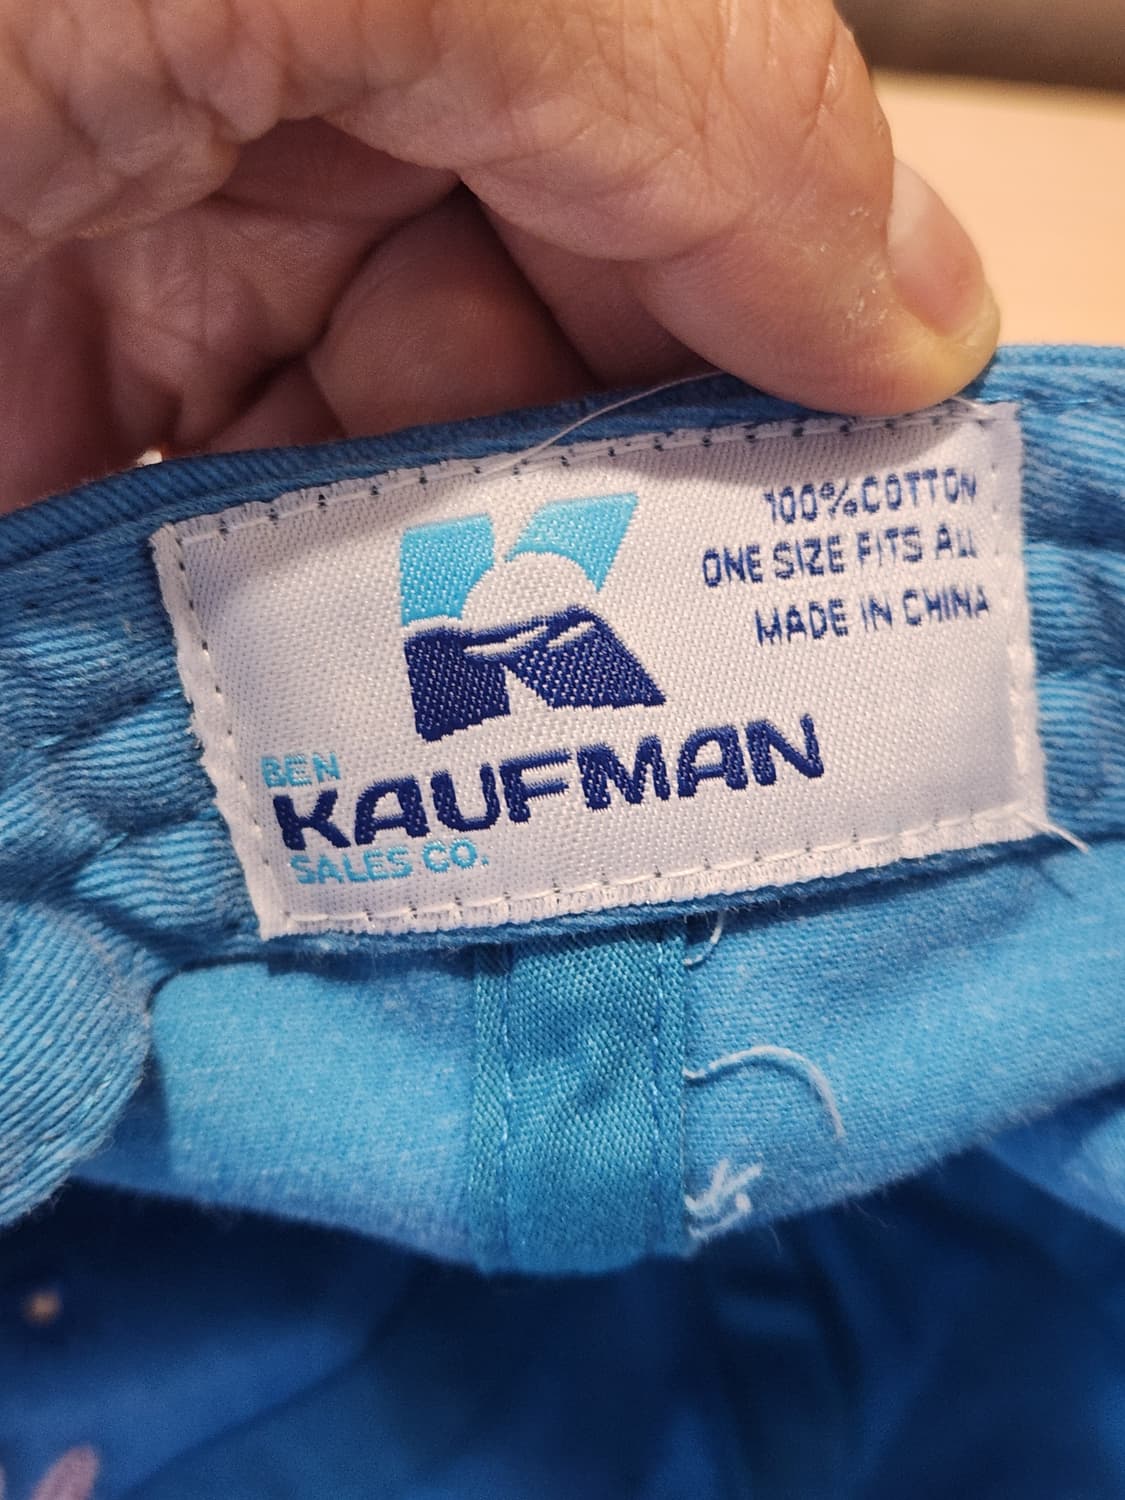 100%COTTON
ONE SIZE FITS ALL
MADE IN CHINA
BEN
KAUFMAN
SALES CO.